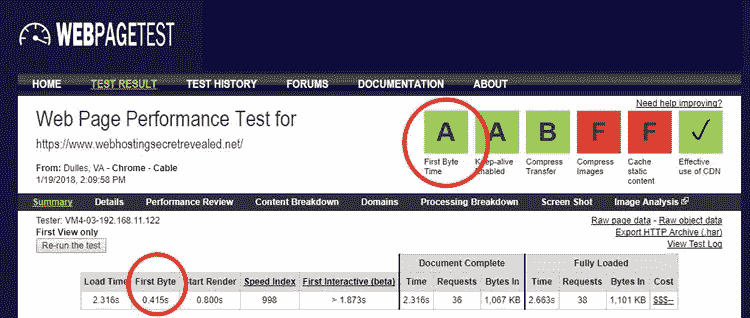 WEBPAGETEST
HOME TEST RESULT TEST HISTORY FORUMS DOCUMENTATION ABOUT
Need help improving?
Web Page Performance Test for
https://www.webhostingsecretrevealed.net/
From: Dulles, VA - Chrome - Cable
1/19/2018, 2:09:58 PM
A A B F F ✓
First Byte Time
Keep-alive Enabled
Compress Transfer
Compress Images
Cache static content
Effective use of CDN
Summary Details Performance Review Content Breakdown Domains Processing Breakdown Screen Shot Image Analysis
Tester: VM4-03-192.168.11.122
First View only
Re-run the test
Raw page data - Raw object data
Export HTTP Archive (.har)
View Test Log
Document Complete Fully Loaded
Load Time First Byte Start Render Speed Index First Interactive (beta) Time Requests Bytes In Time Requests Bytes In Cost
2.316s 0.415s 0.800s 998 > 1.873s 2.316s 36 1,067 KB 2.663s 38 1,101 KB $$$--